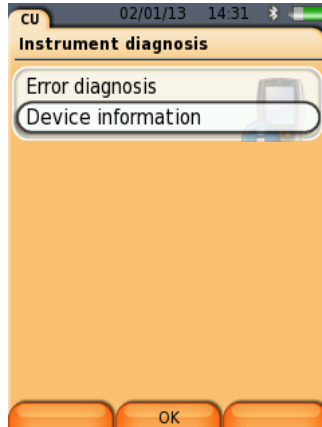 CU 02/01/13 14:31
Instrument diagnosis
Error diagnosis
Device information
OK